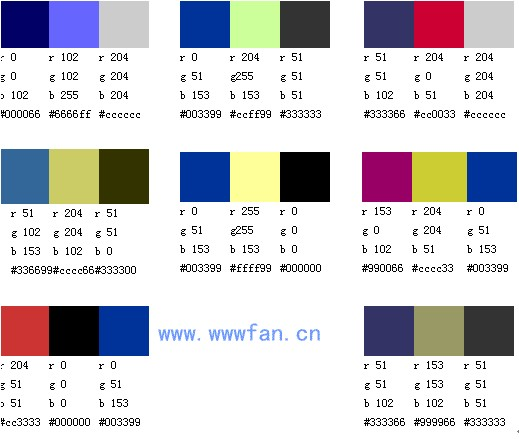 r 0 r 102 r 204
g 0 g 102 g 204
b 102 b 255 b 204
#000066 #6666ff #cccccc
r 0 r 204 r 51
g 51 g255 g 51
b 153 b 153 b 51
#003399 #ccff99 #333333
r 51 r 204 r 204
g 51 g 0 g 204
b 102 b 51 b 204
#333366 #cc0033 #cccccc
r 51 r 204 r 51
g 102 g 204 g 51
b 153 b 102 b 0
#336699#cccc66#333300
r 0 r 255 r 0
g 51 g255 g 0
b 153 b 153 b 0
#003399 #ffff99 #000000
r 153 r 204 r 0
g 0 g 204 g 51
b 102 b 51 b 153
#990066 #cccc33 #003399
r 204 r 0 r 0
g 51 g 0 g 51
b 51 b 0 b 153
#cc3333 #000000 #003399
www.wwwfan.cn
r 51 r 153 r 51
g 51 g 153 g 51
b 102 b 102 b 51
#333366 #999966 #333333